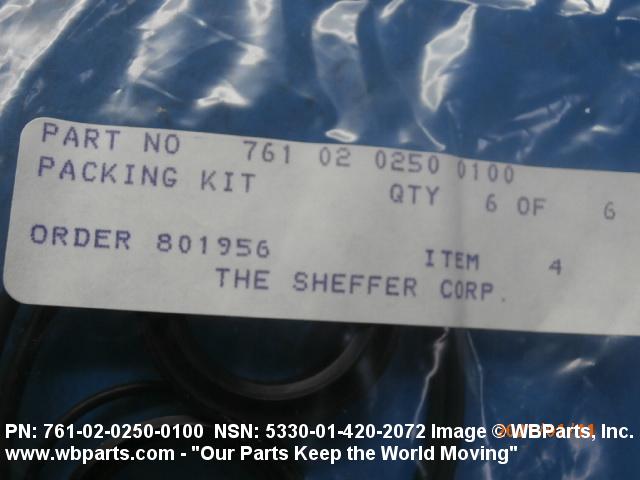 PART NO 761 02 0250 0100
PACKING KIT QTY 6 OF 6
ORDER 801956 ITEM 4
THE SHEFFER CORP.
PN: 761-02-0250-0100 NSN: 5330-01-420-2072 Image © WBParts, Inc.
www.wbparts.com - "Our Parts Keep the World Moving"